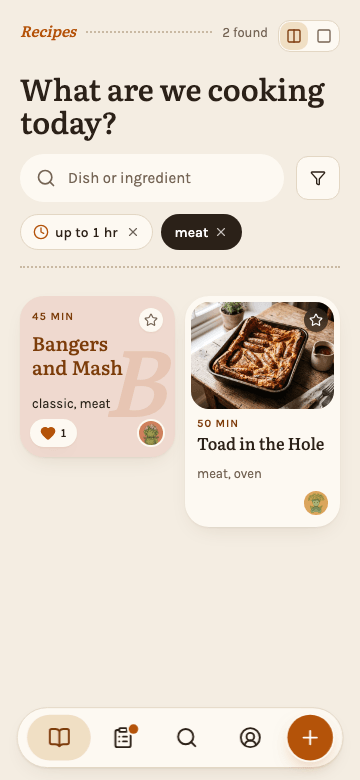 Recipes
2 found
What are we cooking
today?
Dish or ingredient
up to 1 hr
meat
45 MIN
Bangers
and Mash
B
classic, meat
1
50 MIN
Toad in the Hole
meat, oven